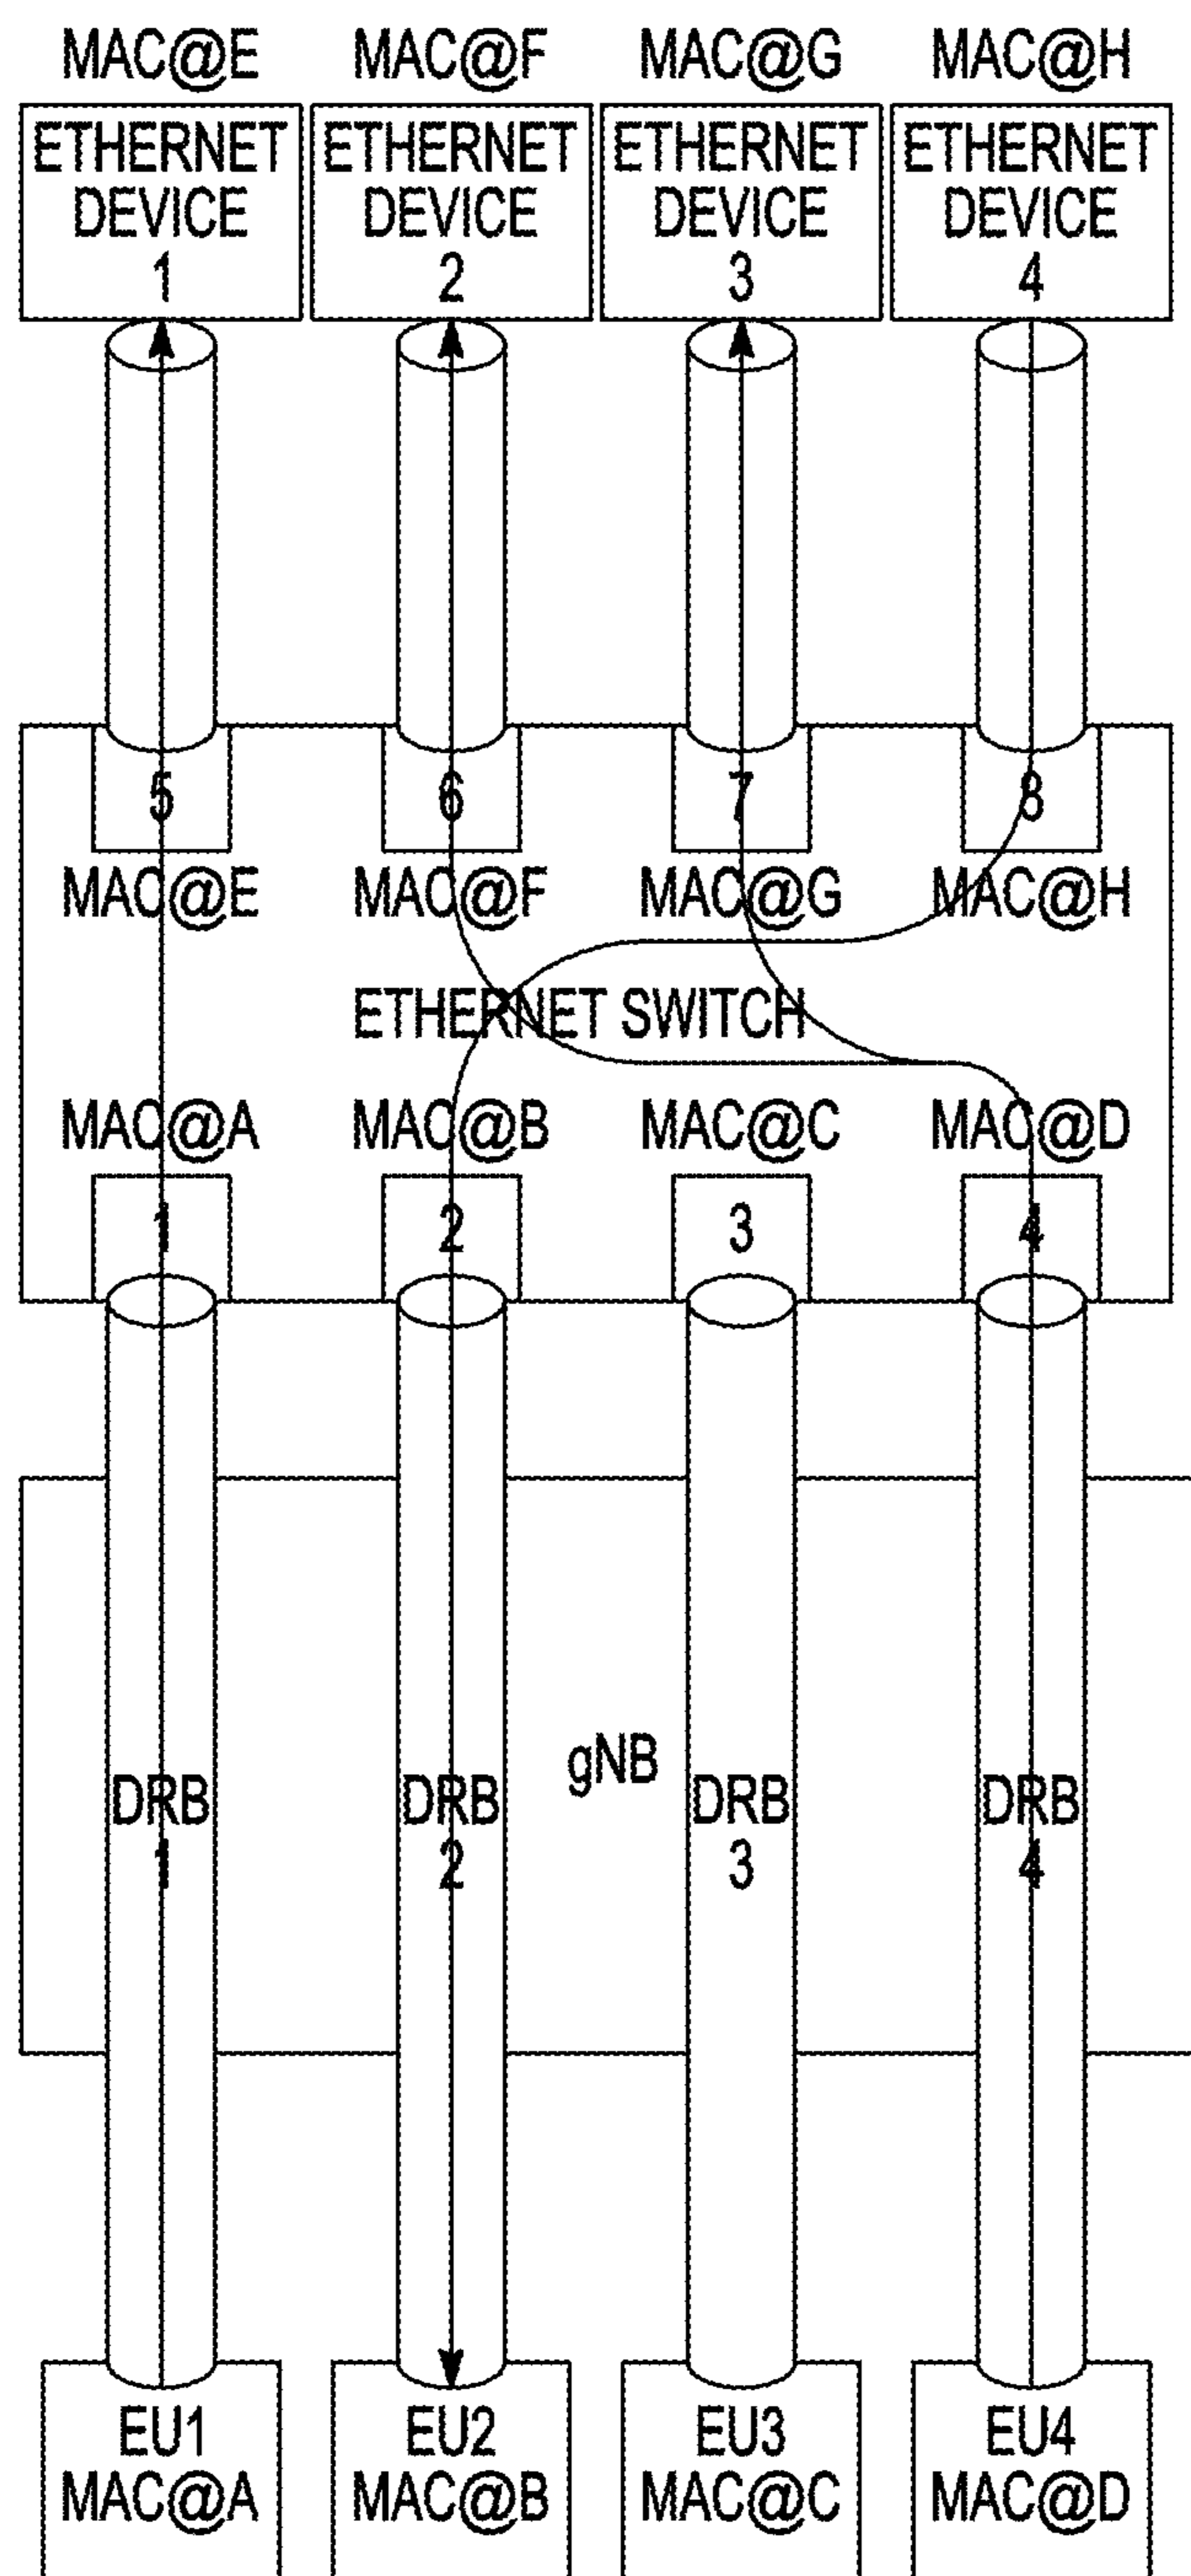 MAC@E MAC@F MAC@G MAC@H
ETHERNET DEVICE 1
ETHERNET DEVICE 2
ETHERNET DEVICE 3
ETHERNET DEVICE 4
5 6 7 8
MAC@E MAC@F MAC@G MAC@H
ETHERNET SWITCH
MAC@A MAC@B MAC@C MAC@D
1 2 3 4
gNB
DRB 1
DRB 2
DRB 3
DRB 4
EU1 EU2 EU3 EU4
MAC@A MAC@B MAC@C MAC@D